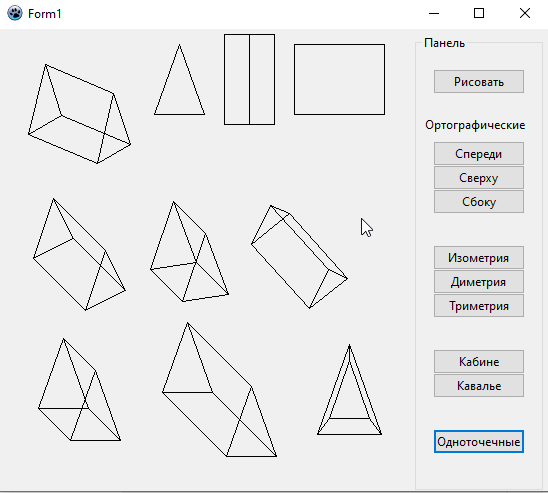 Form1
Панель
Рисовать
Ортографические
Спереди
Сверху
Сбоку
Изометрия
Диметрия
Триметрия
Кабине
Кавалье
Одноточечные